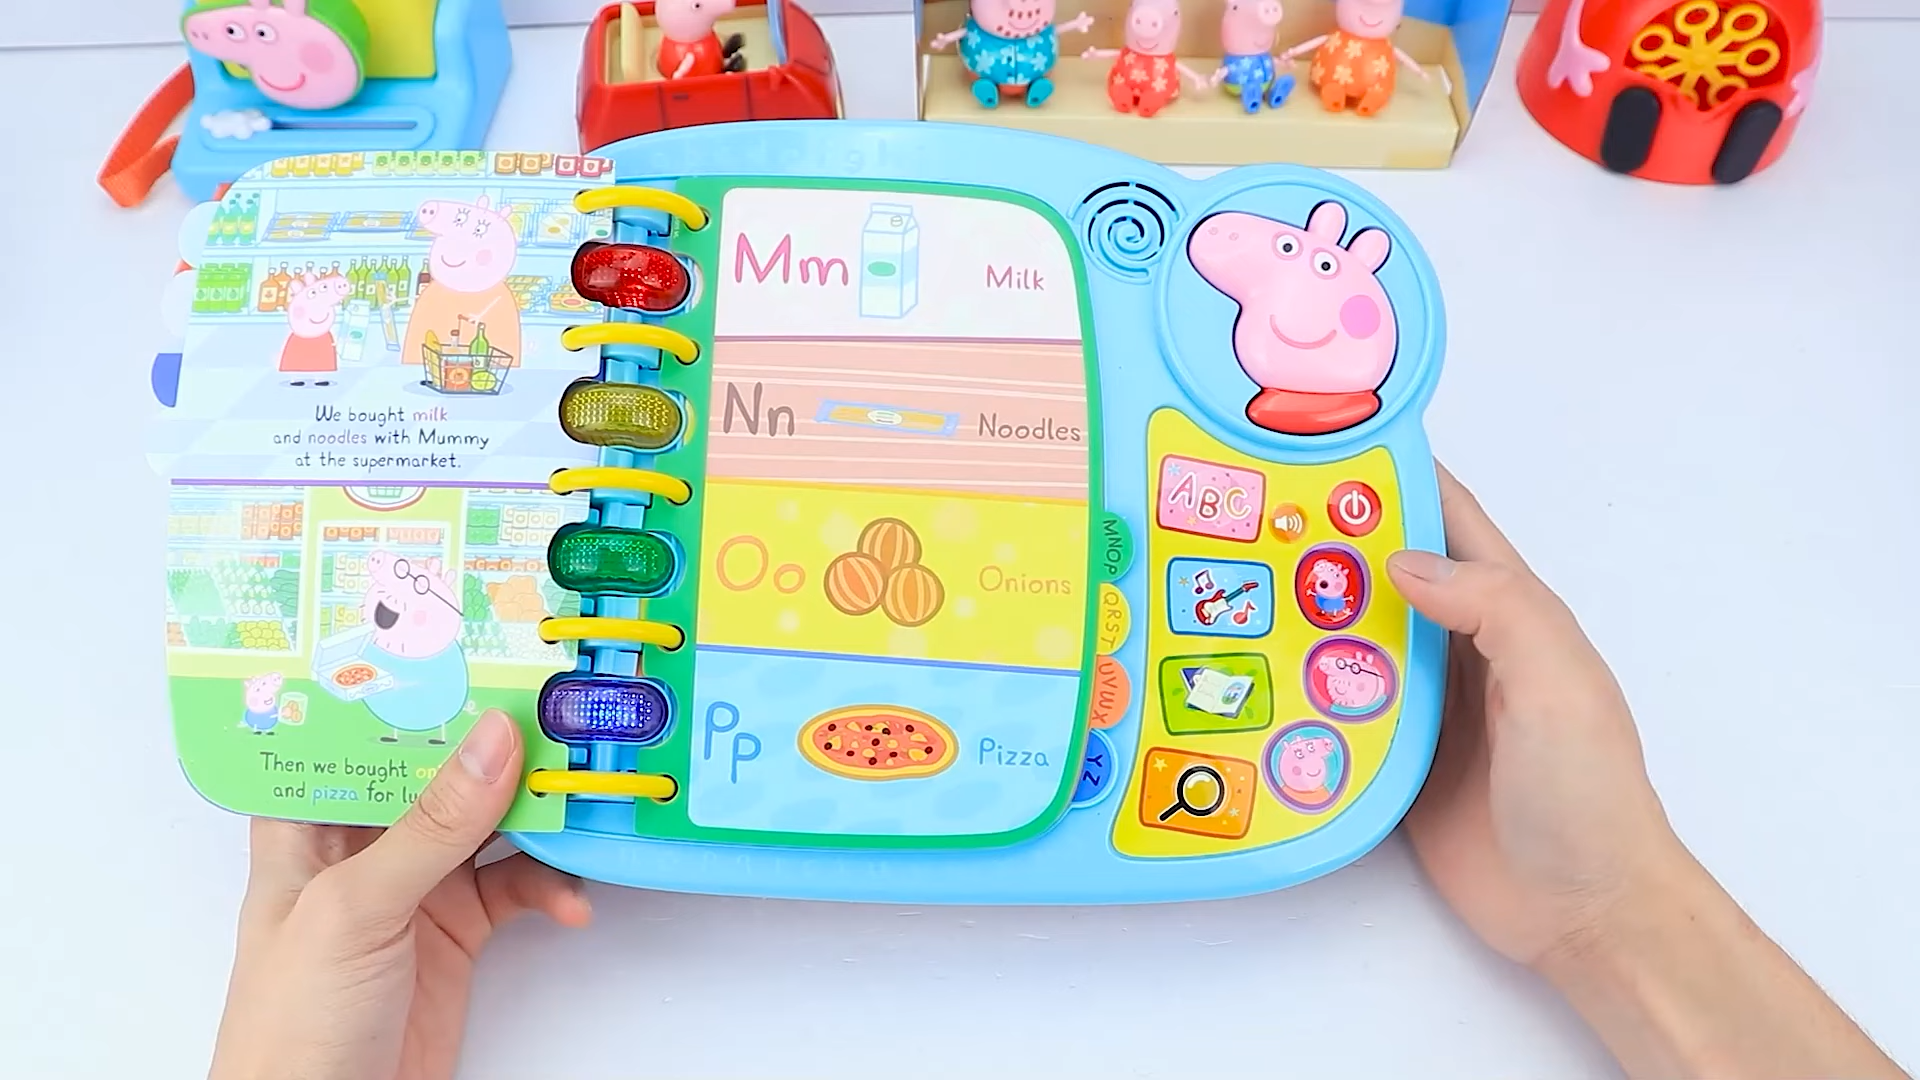 We bought milk
and noodles with Mummy
at the supermarket.
Then we bought
and pizza for
Mm
Milk
Nn
Noodles
Oo
Onions
Pp
Pizza
MNOP
QRST
UVWX
YZ
ABC